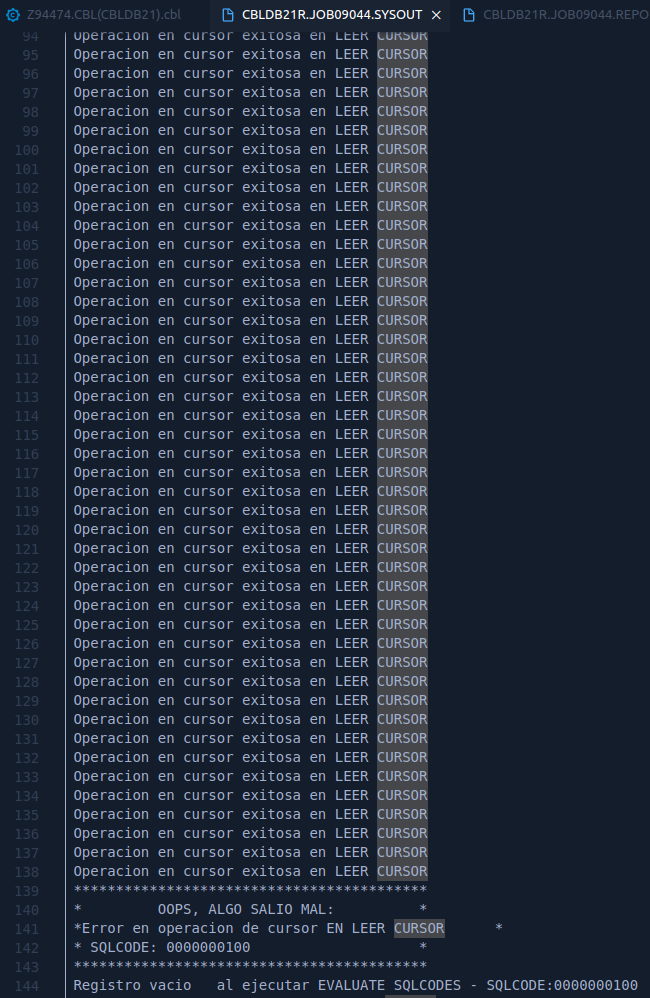 Z94474.CBL(CBLDB21).cbl CBLDB21R.JOB09044.SYSOUT × CBLDB21R.JOB09044.REPO
94 Operacion en cursor exitosa en LEER CURSOR
95 Operacion en cursor exitosa en LEER CURSOR
96 Operacion en cursor exitosa en LEER CURSOR
97 Operacion en cursor exitosa en LEER CURSOR
98 Operacion en cursor exitosa en LEER CURSOR
99 Operacion en cursor exitosa en LEER CURSOR
100 Operacion en cursor exitosa en LEER CURSOR
101 Operacion en cursor exitosa en LEER CURSOR
102 Operacion en cursor exitosa en LEER CURSOR
103 Operacion en cursor exitosa en LEER CURSOR
104 Operacion en cursor exitosa en LEER CURSOR
105 Operacion en cursor exitosa en LEER CURSOR
106 Operacion en cursor exitosa en LEER CURSOR
107 Operacion en cursor exitosa en LEER CURSOR
108 Operacion en cursor exitosa en LEER CURSOR
109 Operacion en cursor exitosa en LEER CURSOR
110 Operacion en cursor exitosa en LEER CURSOR
111 Operacion en cursor exitosa en LEER CURSOR
112 Operacion en cursor exitosa en LEER CURSOR
113 Operacion en cursor exitosa en LEER CURSOR
114 Operacion en cursor exitosa en LEER CURSOR
115 Operacion en cursor exitosa en LEER CURSOR
116 Operacion en cursor exitosa en LEER CURSOR
117 Operacion en cursor exitosa en LEER CURSOR
118 Operacion en cursor exitosa en LEER CURSOR
119 Operacion en cursor exitosa en LEER CURSOR
120 Operacion en cursor exitosa en LEER CURSOR
121 Operacion en cursor exitosa en LEER CURSOR
122 Operacion en cursor exitosa en LEER CURSOR
123 Operacion en cursor exitosa en LEER CURSOR
124 Operacion en cursor exitosa en LEER CURSOR
125 Operacion en cursor exitosa en LEER CURSOR
126 Operacion en cursor exitosa en LEER CURSOR
127 Operacion en cursor exitosa en LEER CURSOR
128 Operacion en cursor exitosa en LEER CURSOR
129 Operacion en cursor exitosa en LEER CURSOR
130 Operacion en cursor exitosa en LEER CURSOR
131 Operacion en cursor exitosa en LEER CURSOR
132 Operacion en cursor exitosa en LEER CURSOR
133 Operacion en cursor exitosa en LEER CURSOR
134 Operacion en cursor exitosa en LEER CURSOR
135 Operacion en cursor exitosa en LEER CURSOR
136 Operacion en cursor exitosa en LEER CURSOR
137 Operacion en cursor exitosa en LEER CURSOR
138 Operacion en cursor exitosa en LEER CURSOR
139 ******************************************
140 *         OOPS, ALGO SALIO MAL:          *
141 *Error en operacion de cursor EN LEER CURSOR      *
142 * SQLCODE: 0000000100                    *
143 ******************************************
144 Registro vacio   al ejecutar EVALUATE SQLCODES - SQLCODE:0000000100